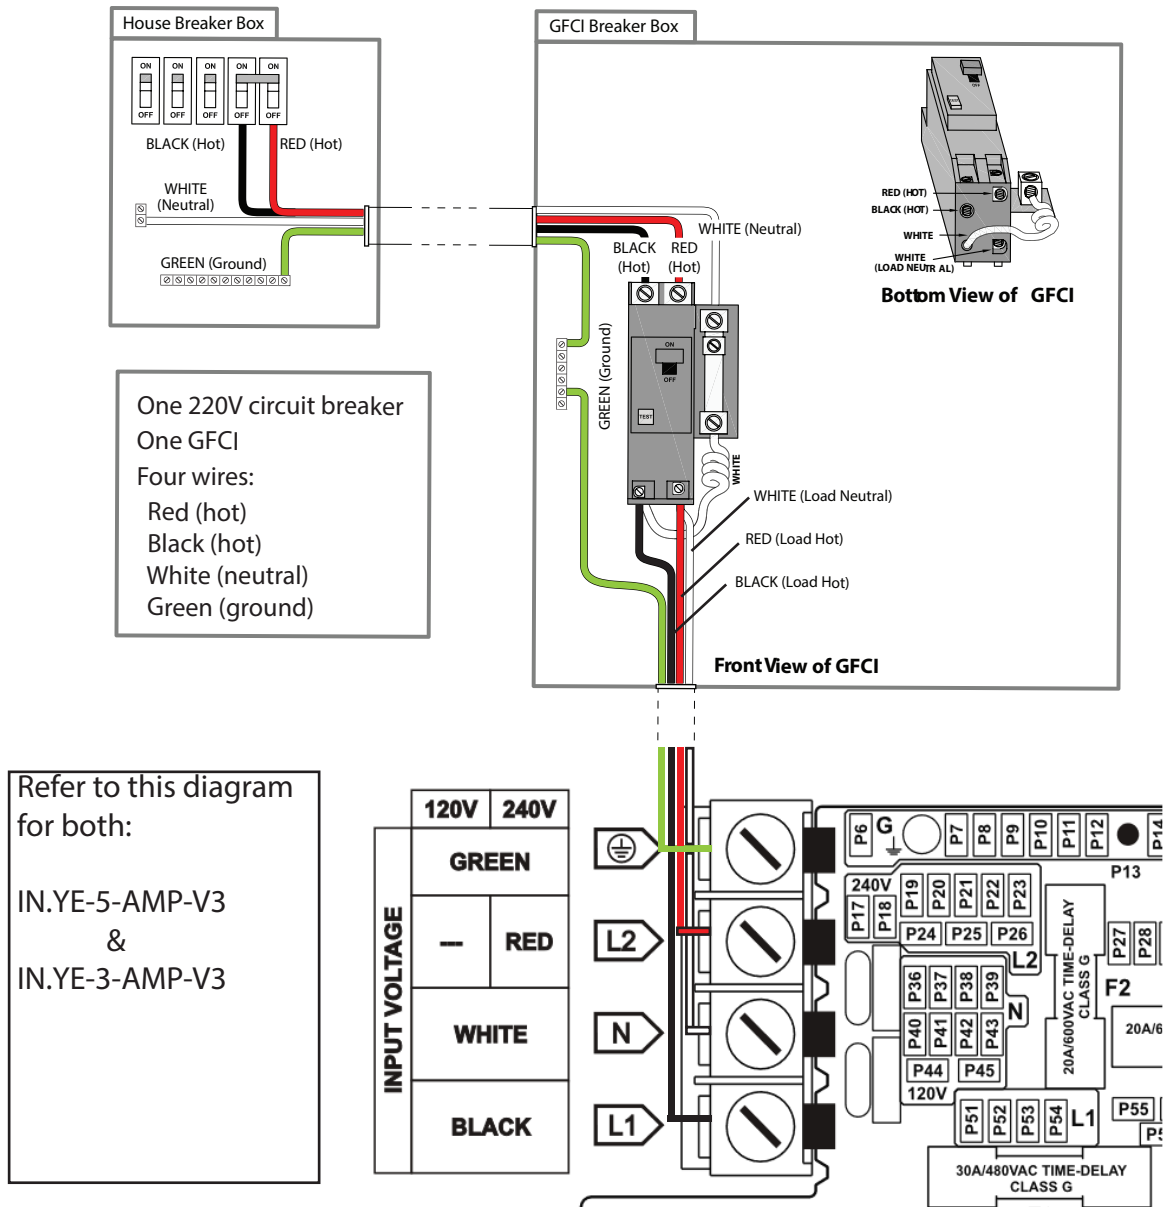 House Breaker Box
ON ON ON ON ON
OFF OFF OFF OFF OFF
BLACK (Hot)
RED (Hot)
WHITE
(Neutral)
GREEN (Ground)
GFCI Breaker Box
WHITE (Neutral)
BLACK
(Hot)
RED
(Hot)
GREEN (Ground)
ON
OFF
TEST
WHITE
WHITE (Load Neutral)
RED (Load Hot)
BLACK (Load Hot)
Front View of GFCI
OFF
TEST
RED (HOT)
BLACK (HOT)
WHITE
WHITE
(LOAD NEUTR AL)
Bottom View of GFCI
One 220V circuit breaker
One GFCI
Four wires:
Red (hot)
Black (hot)
White (neutral)
Green (ground)
Refer to this diagram
for both:
IN.YE-5-AMP-V3
&
IN.YE-3-AMP-V3
120V 240V
INPUT VOLTAGE
GREEN
--- RED
WHITE
BLACK
L2
N
L1
P6 G P7 P8 P9 P10 P11 P12 P14
P13
240V
P17 P18 P19 P20 P21 P22 P23
P24 P25 P26
L2
P27 P28
F2
20A/600VAC TIME-DELAY
CLASS G
20A/6
P36 P37 P38 P39
N
P40 P41 P42 P43
P44 P45
120V
P51 P52 P53 P54 L1
P55
30A/480VAC TIME-DELAY
CLASS G